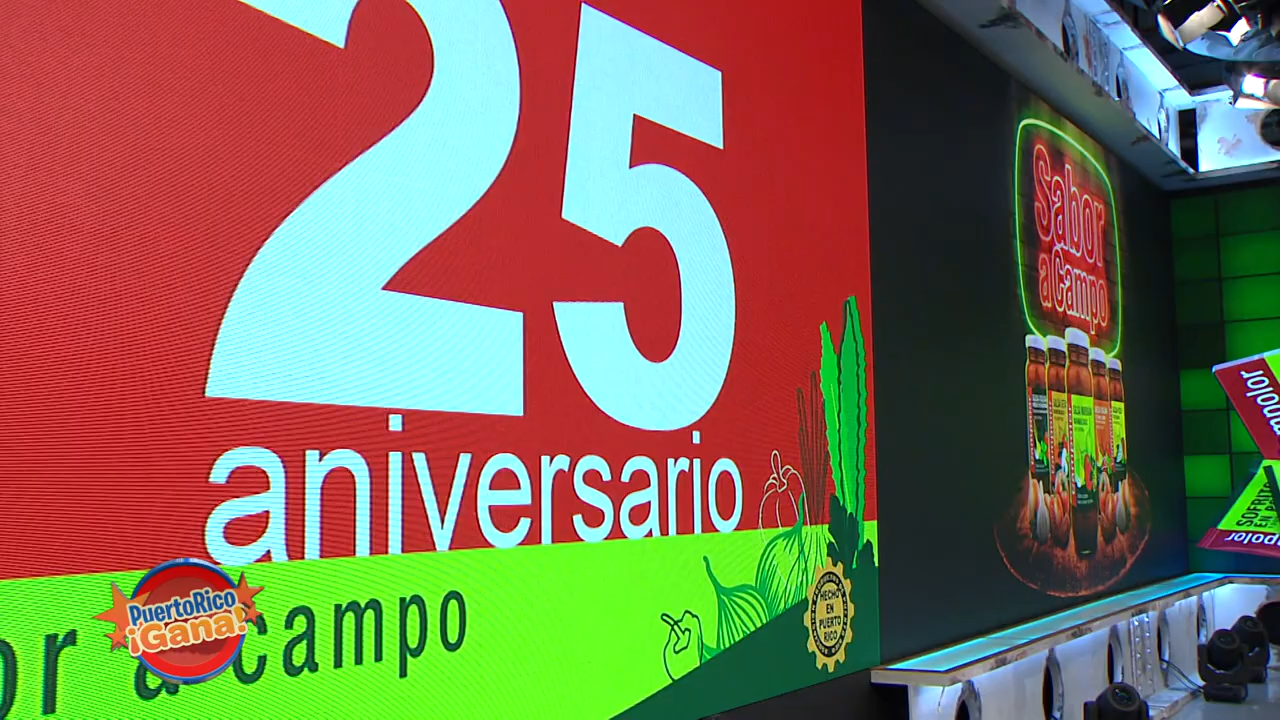 25
aniversario
or a campo
PuertoRico
¡Gana!
HECHO
EN
PUERTO
RICO
Sabor
a Campo